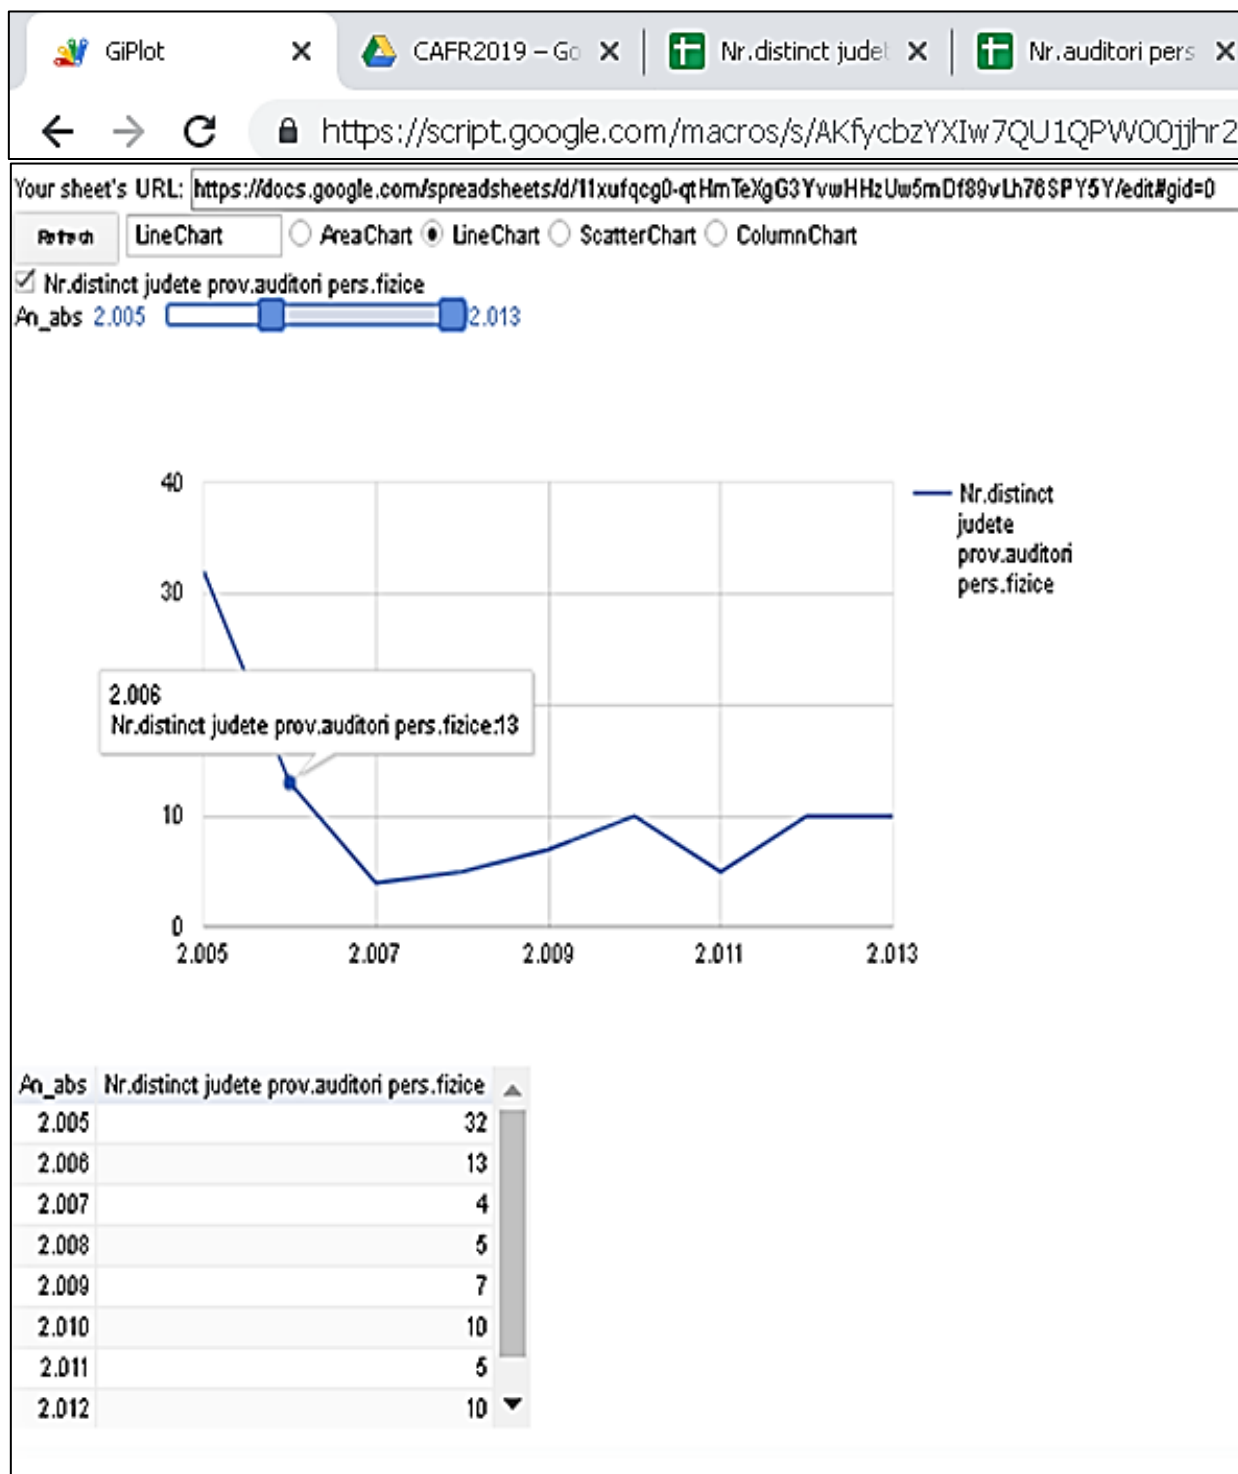 GiPlot
CAFR2019 – Go
Nr.distinct judet
Nr.auditori pers
https://script.google.com/macros/s/AKfycbzYXIw7QU1QPW00jjhr2
Your sheet's URL: https://docs.google.com/spreadsheets/d/11xufqcg0-qtHmTeXgG3YvwHHzUw5mDf89vLh76SPY5Y/edit#gid=0
Refresh LineChart AreaChart LineChart ScatterChart ColumnChart
Nr.distinct judete prov.auditori pers.fizice
An_abs 2.005 2.013
40
30
10
0
2.006
Nr.distinct judete prov.auditori pers.fizice:13
2.005 2.007 2.009 2.011 2.013
Nr.distinct
judete
prov.auditori
pers.fizice
An_abs Nr.distinct judete prov.auditori pers.fizice
2.005 32
2.006 13
2.007 4
2.008 5
2.009 7
2.010 10
2.011 5
2.012 10